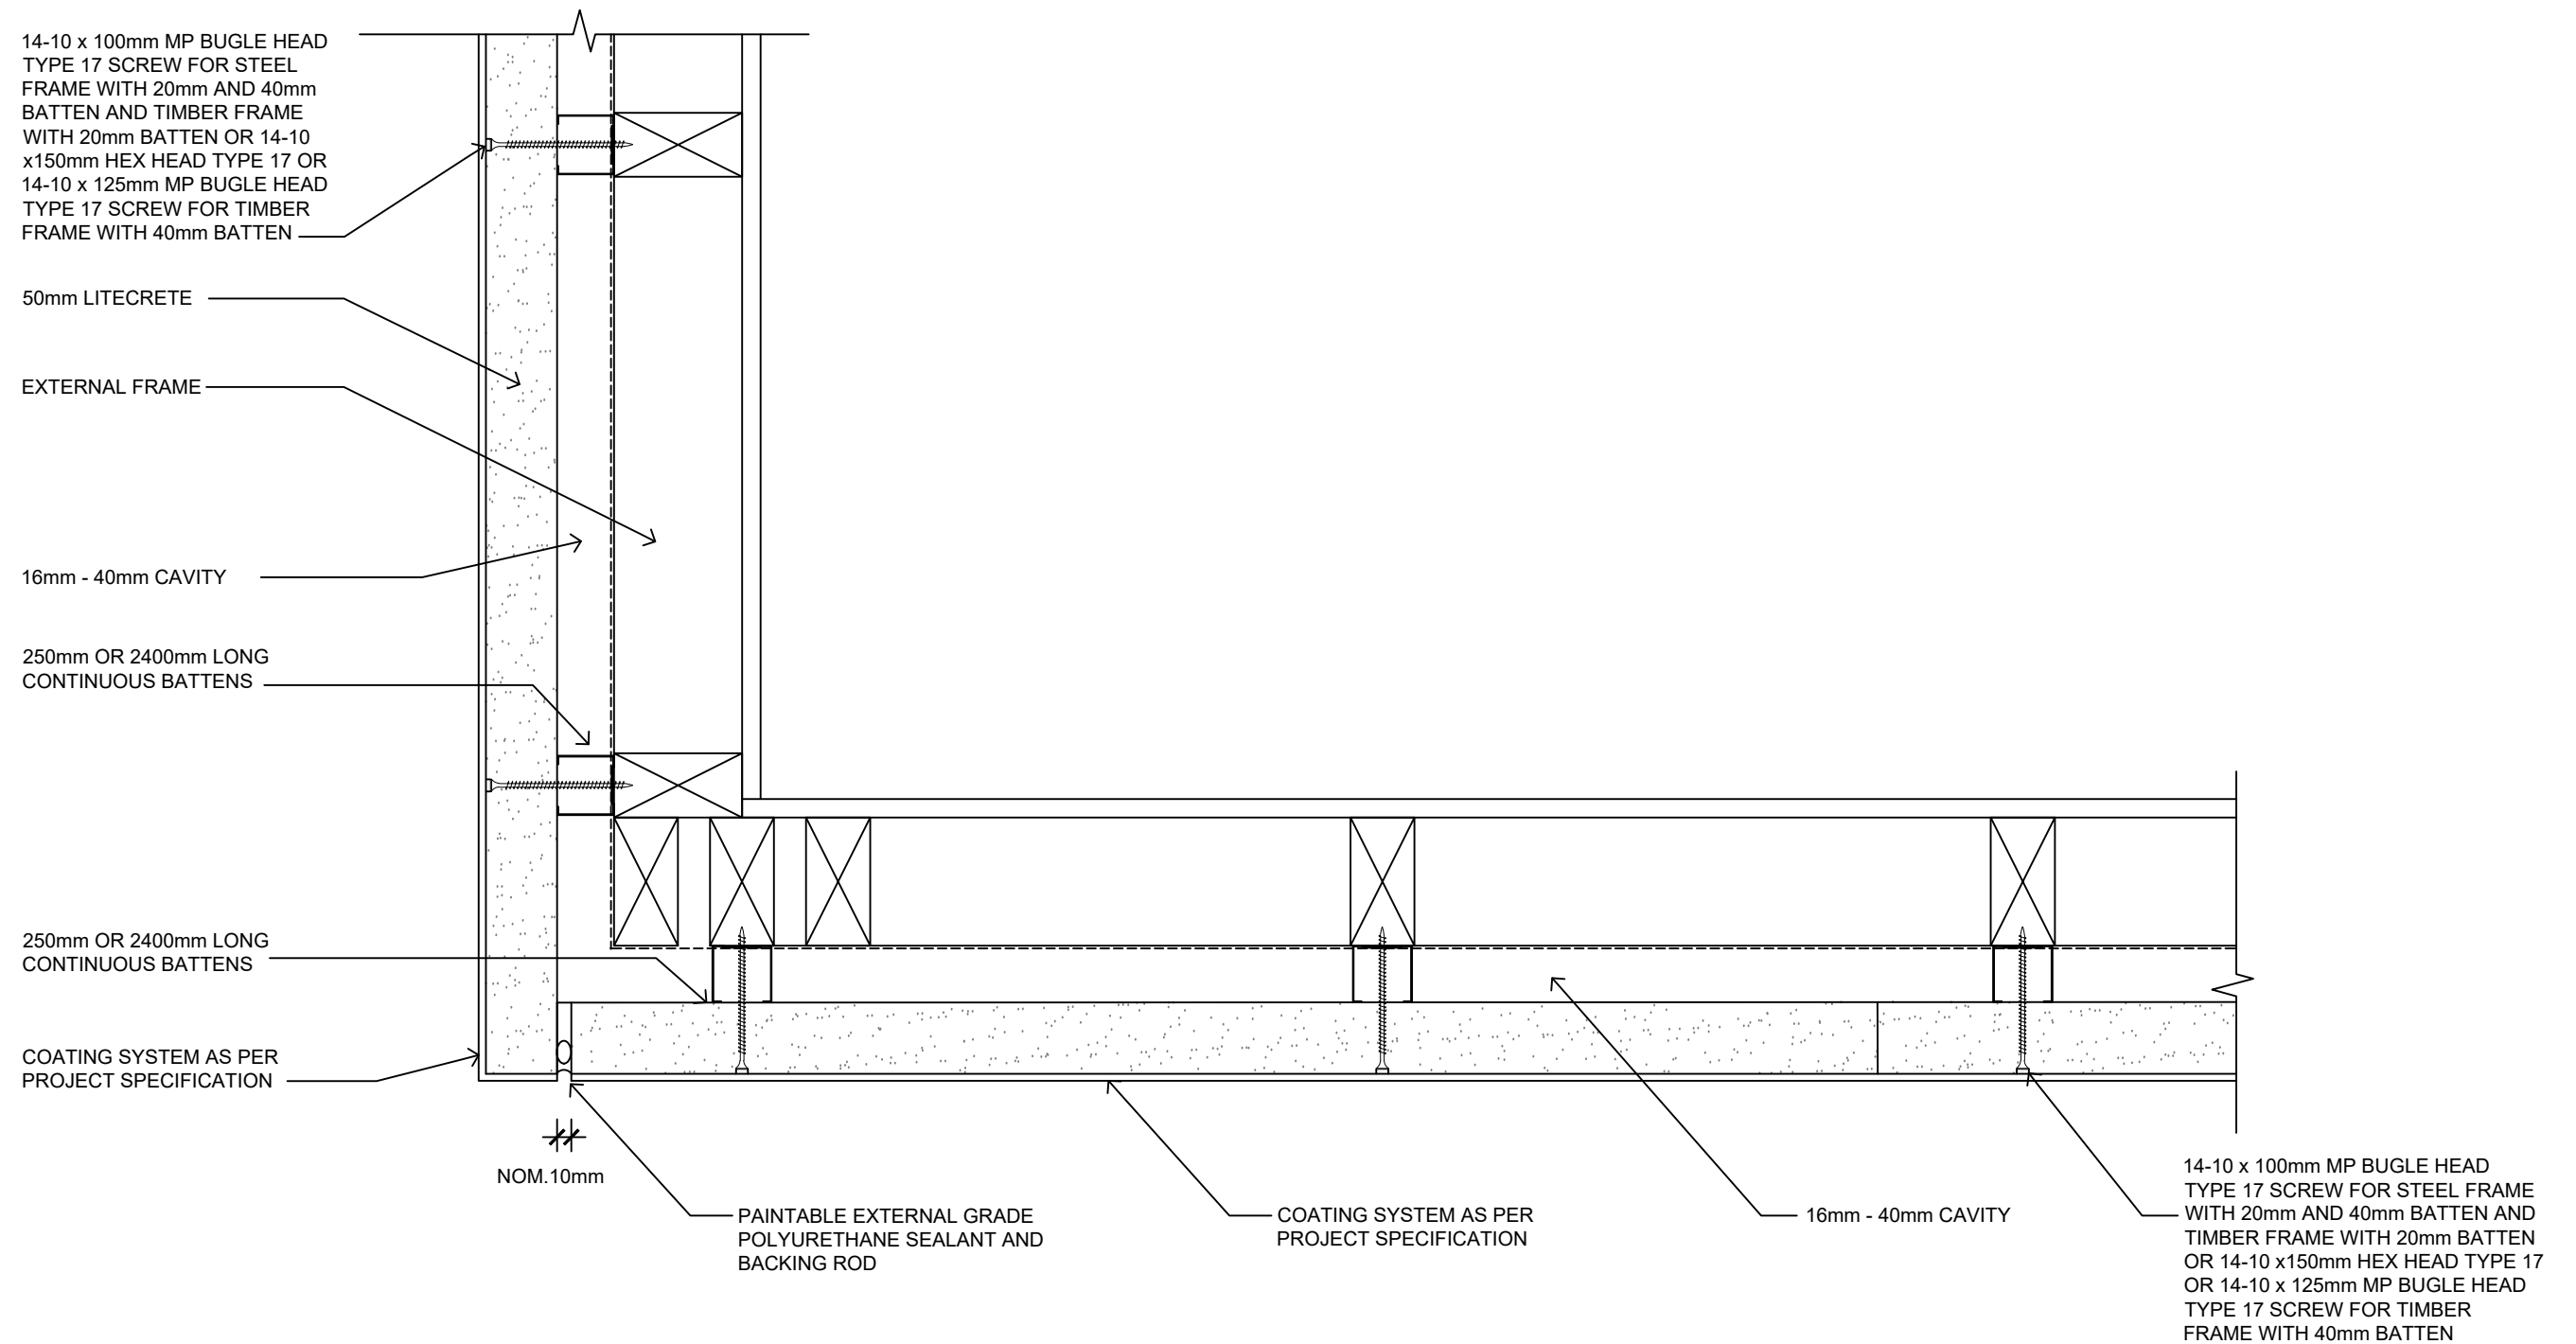 14-10 x 100mm MP BUGLE HEAD
TYPE 17 SCREW FOR STEEL
FRAME WITH 20mm AND 40mm
BATTEN AND TIMBER FRAME
WITH 20mm BATTEN OR 14-10
x150mm HEX HEAD TYPE 17 OR
14-10 x 125mm MP BUGLE HEAD
TYPE 17 SCREW FOR TIMBER
FRAME WITH 40mm BATTEN
50mm LITECRETE
EXTERNAL FRAME
16mm - 40mm CAVITY
250mm OR 2400mm LONG
CONTINUOUS BATTENS
250mm OR 2400mm LONG
CONTINUOUS BATTENS
COATING SYSTEM AS PER
PROJECT SPECIFICATION
NOM.10mm
PAINTABLE EXTERNAL GRADE
POLYURETHANE SEALANT AND
BACKING ROD
COATING SYSTEM AS PER
PROJECT SPECIFICATION
16mm - 40mm CAVITY
14-10 x 100mm MP BUGLE HEAD
TYPE 17 SCREW FOR STEEL FRAME
WITH 20mm AND 40mm BATTEN AND
TIMBER FRAME WITH 20mm BATTEN
OR 14-10 x150mm HEX HEAD TYPE 17
OR 14-10 x 125mm MP BUGLE HEAD
TYPE 17 SCREW FOR TIMBER
FRAME WITH 40mm BATTEN